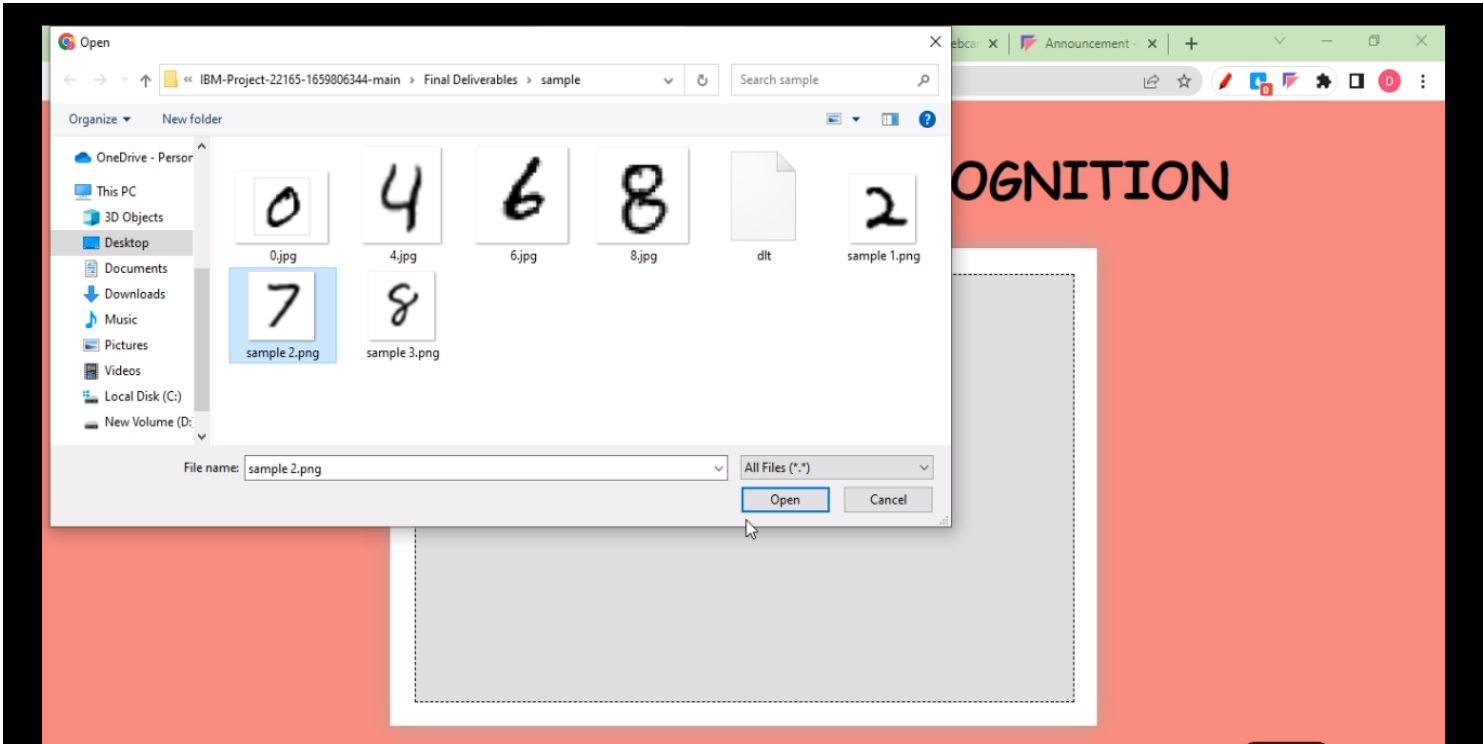 Open
ebca
Announcement -
IBM-Project-22165-1659806344-main › Final Deliverables › sample
Search sample
0
D
Organize
New folder
OneDrive - Person
This PC
3D Objects
Desktop
Documents
Downloads
Music
Pictures
Videos
Local Disk (C:)
New Volume (D:
0
4
6
8
2
0.jpg
4.jpg
6.jpg
8.jpg
dlt
sample 1.png
7
8
sample 2.png
sample 3.png
OGNITION
File name:
sample 2.png
All Files (*.*)
Open
Cancel